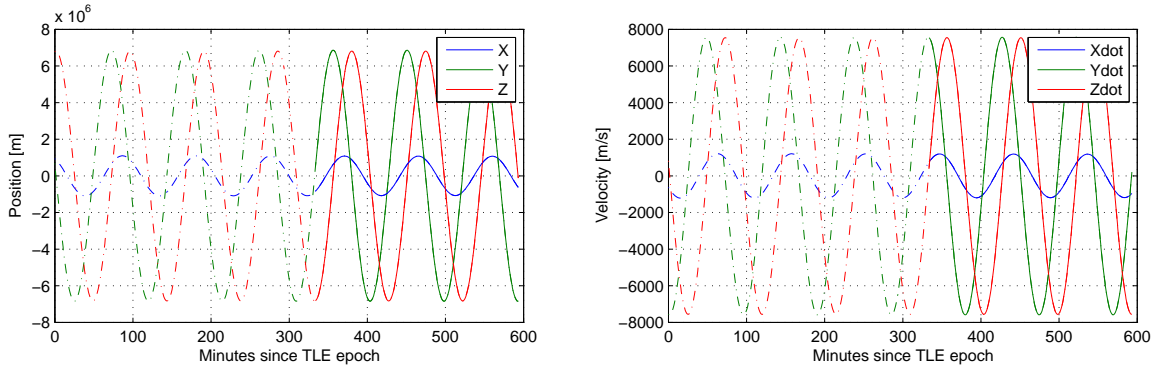 x 10⁶
8
6
4
2
0
−2
−4
−6
−8
Position [m]
0 100 200 300 400 500 600
Minutes since TLE epoch
X
Y
Z
8000
6000
4000
2000
0
−2000
−4000
−6000
−8000
Velocity [m/s]
0 100 200 300 400 500 600
Minutes since TLE epoch
Xdot
Ydot
Zdot